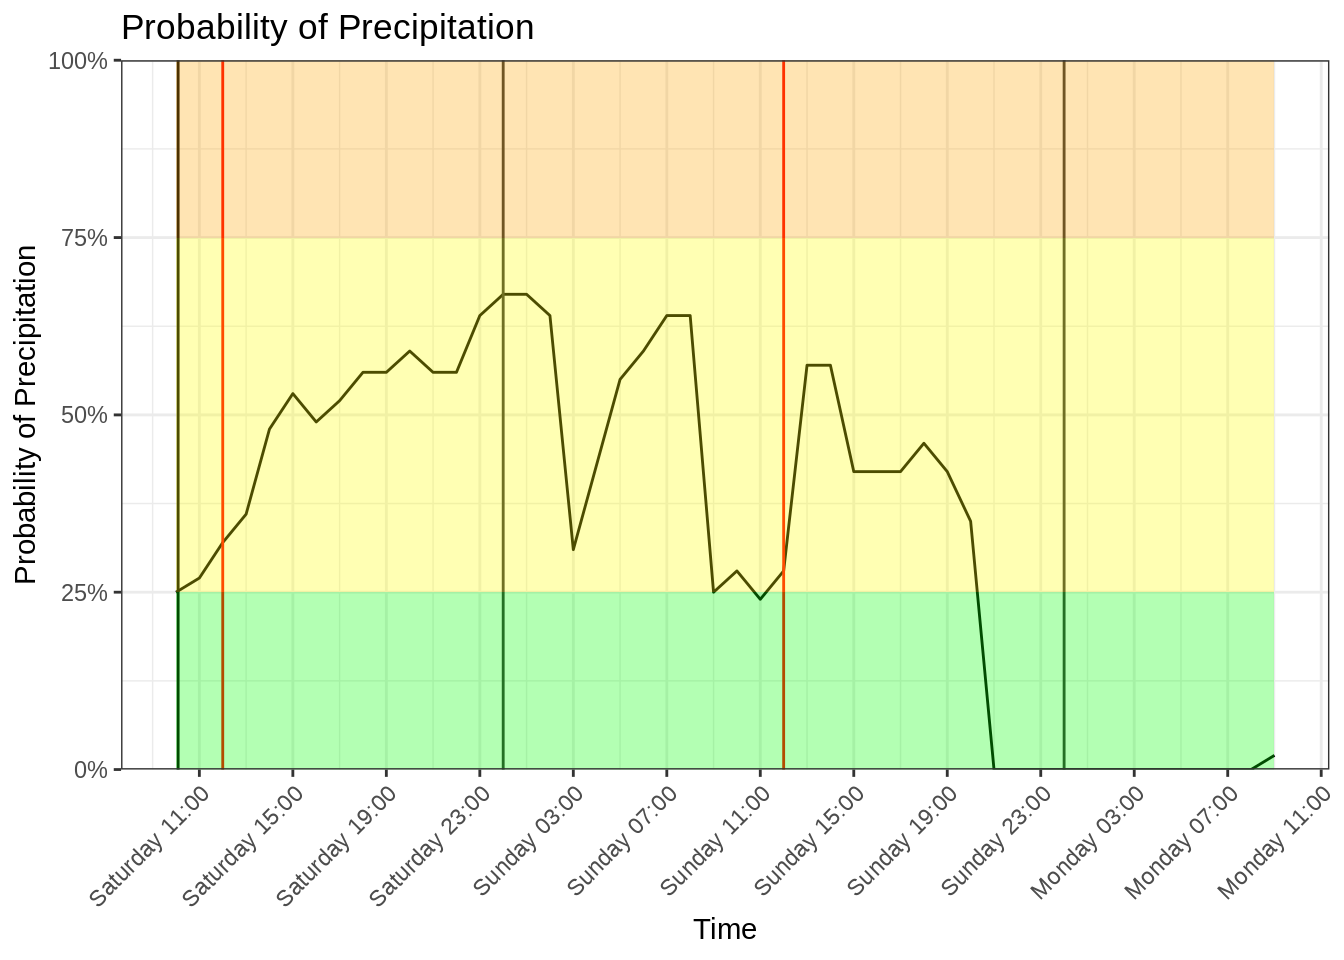 Probability of Precipitation
Probability of Precipitation
100%
75%
50%
25%
0%
Saturday 11:00
Saturday 15:00
Saturday 19:00
Saturday 23:00
Sunday 03:00
Sunday 07:00
Sunday 11:00
Sunday 15:00
Sunday 19:00
Sunday 23:00
Monday 03:00
Monday 07:00
Monday 11:00
Time